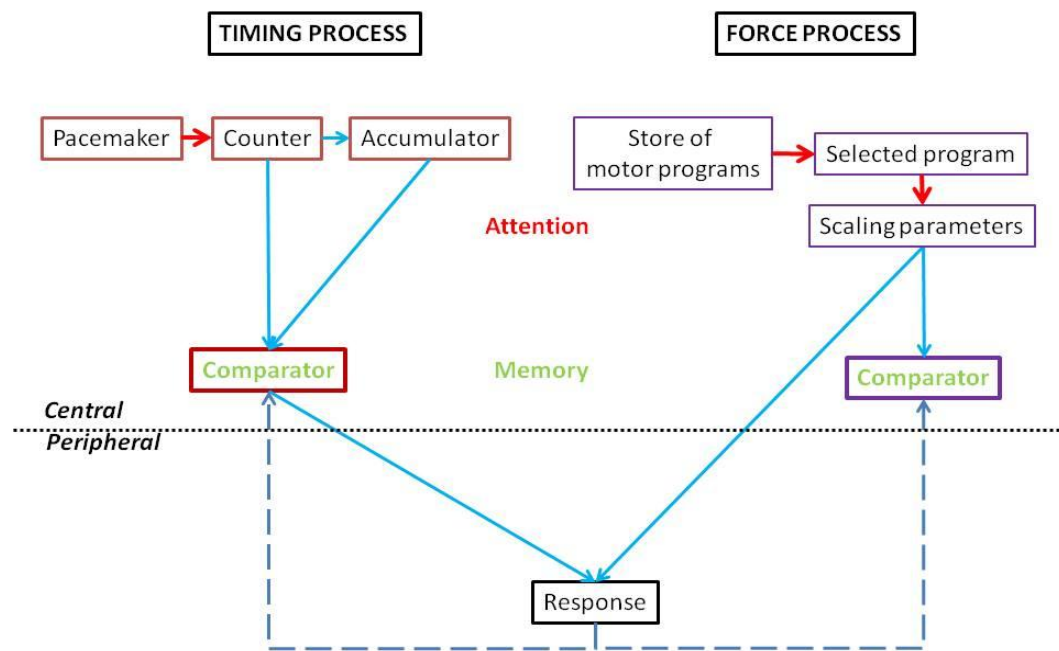 TIMING PROCESS
FORCE PROCESS
Pacemaker
Counter
Accumulator
Store of
motor programs
Selected program
Attention
Scaling parameters
Comparator
Memory
Comparator
Central
Peripheral
Response